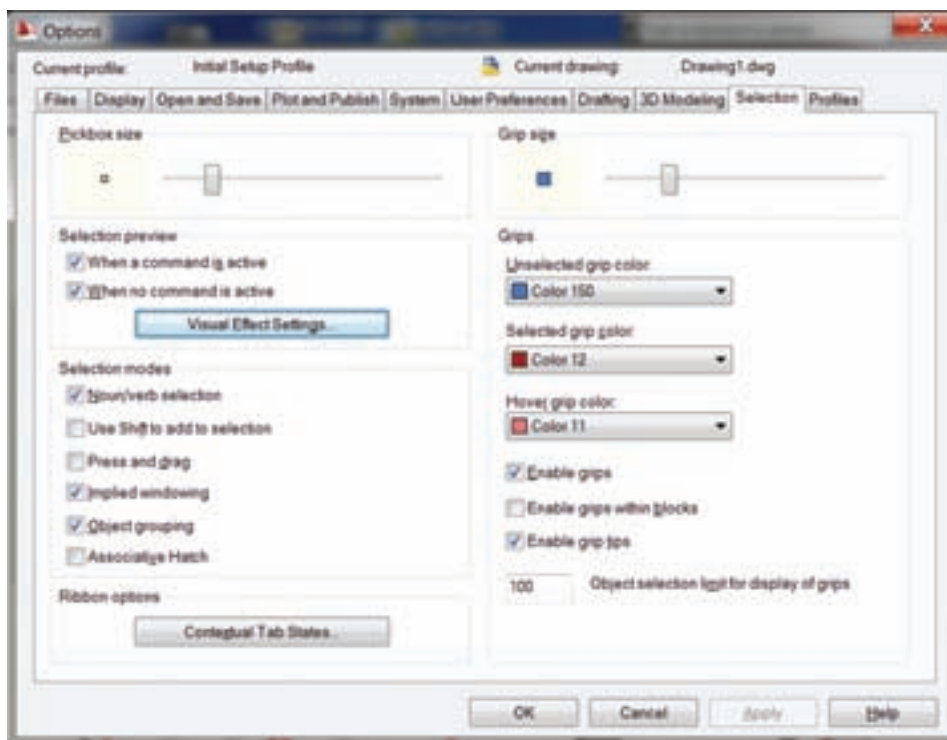 Options
Current profile: Initial Setup Profile Current drawing: Drawing1.dwg
Files Display Open and Save Plot and Publish System User Preferences Drafting 3D Modeling Selection Profiles
Pickbox size
Selection preview
When a command is active
When no command is active
Visual Effect Settings...
Selection modes
Noun/verb selection
Use Shift to add to selection
Press and drag
Implied windowing
Object grouping
Associative Hatch
Ribbon options
Contextual Tab States...
Grip size
Grips
Unselected grip color:
Color 150
Selected grip color:
Color 12
Hover grip color:
Color 11
Enable grips
Enable grips within blocks
Enable grip tips
100 Object selection limit for display of grips
OK Cancel Apply Help